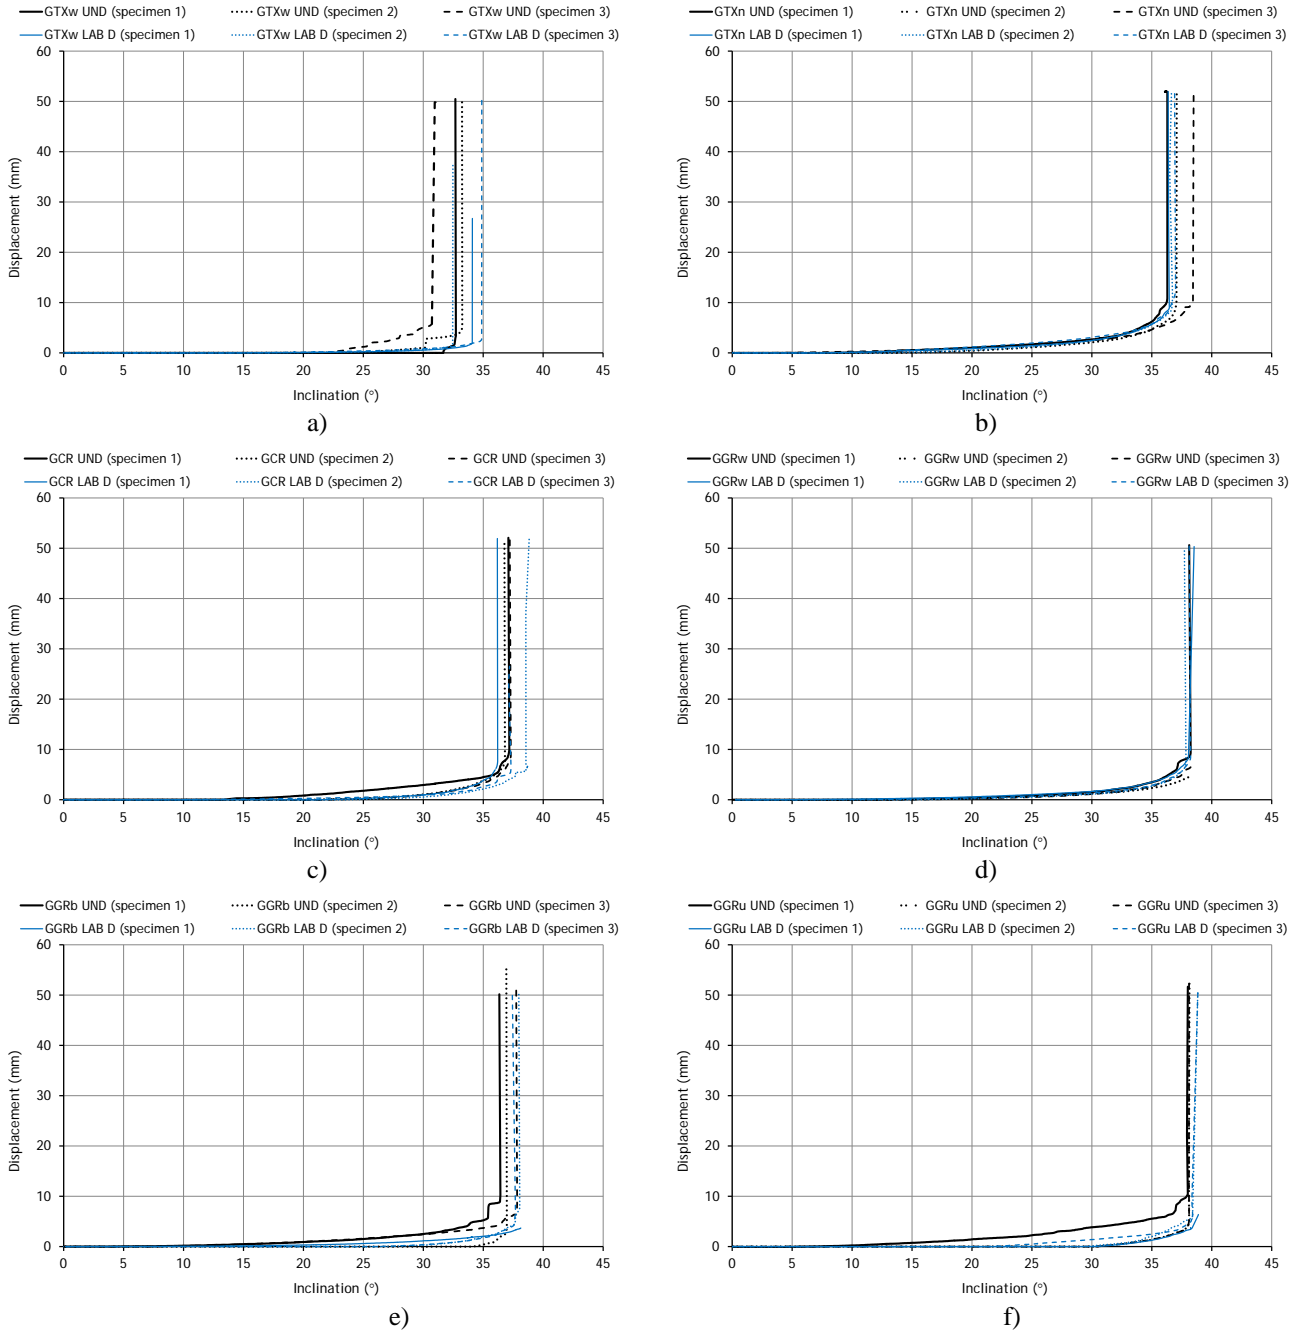 GTXw UND (specimen 1) GTXw UND (specimen 2) GTXw UND (specimen 3)
GTXw LAB D (specimen 1) GTXw LAB D (specimen 2) GTXw LAB D (specimen 3)
60
50
40
30
20
10
0
Displacement (mm)
0 5 10 15 20 25 30 35 40 45
Inclination (°)
a)
GTXn UND (specimen 1) GTXn UND (specimen 2) GTXn UND (specimen 3)
GTXn LAB D (specimen 1) GTXn LAB D (specimen 2) GTXn LAB D (specimen 3)
60
50
40
30
20
10
0
Displacement (mm)
0 5 10 15 20 25 30 35 40 45
Inclination (°)
b)
GCR UND (specimen 1) GCR UND (specimen 2) GCR UND (specimen 3)
GCR LAB D (specimen 1) GCR LAB D (specimen 2) GCR LAB D (specimen 3)
60
50
40
30
20
10
0
Displacement (mm)
0 5 10 15 20 25 30 35 40 45
Inclination (°)
c)
GGRw UND (specimen 1) GGRw UND (specimen 2) GGRw UND (specimen 3)
GGRw LAB D (specimen 1) GGRw LAB D (specimen 2) GGRw LAB D (specimen 3)
60
50
40
30
20
10
0
Displacement (mm)
0 5 10 15 20 25 30 35 40 45
Inclination (°)
d)
GGRb UND (specimen 1) GGRb UND (specimen 2) GGRb UND (specimen 3)
GGRb LAB D (specimen 1) GGRb LAB D (specimen 2) GGRb LAB D (specimen 3)
60
50
40
30
20
10
0
Displacement (mm)
0 5 10 15 20 25 30 35 40 45
Inclination (°)
e)
GGRu UND (specimen 1) GGRu UND (specimen 2) GGRu UND (specimen 3)
GGRu LAB D (specimen 1) GGRu LAB D (specimen 2) GGRu LAB D (specimen 3)
60
50
40
30
20
10
0
Displacement (mm)
0 5 10 15 20 25 30 35 40 45
Inclination (°)
f)